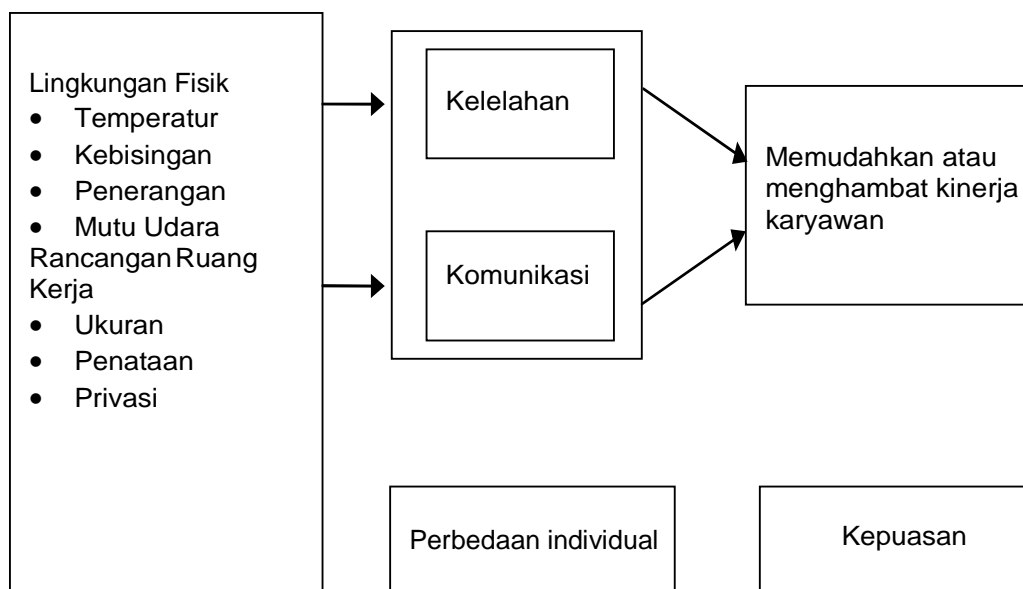 Lingkungan Fisik
• Temperatur
• Kebisingan
• Penerangan
• Mutu Udara
Rancangan Ruang
Kerja
• Ukuran
• Penataan
• Privasi
Kelelahan
Komunikasi
Memudahkan atau
menghambat kinerja
karyawan
Perbedaan individual
Kepuasan